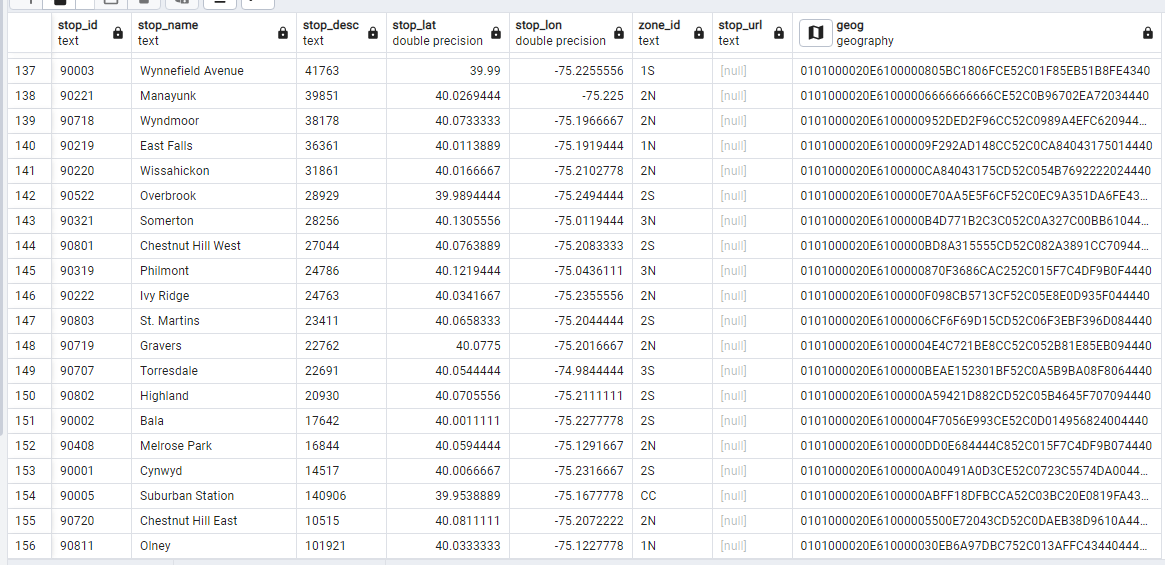 stop_id stop_name stop_desc stop_lat stop_lon zone_id stop_url geog
text text text double precision double precision text text geography
137 90003 Wynnefield Avenue 41763 39.99 -75.2255556 1S [null] 0101000020E6100000805BC1806FCE52C01F85EB51B8FE4340
138 90221 Manayunk 39851 40.0269444 -75.225 2N [null] 0101000020E61000006666666666CE52C0B96702EA72034440
139 90718 Wyndmoor 38178 40.0733333 -75.1966667 2N [null] 0101000020E6100000952DED2F96CC52C0989A4EFC620944…
140 90219 East Falls 36361 40.0113889 -75.1919444 1N [null] 0101000020E61000009F292AD148CC52C0CA84043175014440
141 90220 Wissahickon 31861 40.0166667 -75.2102778 2N [null] 0101000020E6100000CA84043175CD52C054B7692222024440
142 90522 Overbrook 28929 39.9894444 -75.2494444 2S [null] 0101000020E6100000E70AA5E5F6CF52C0EC9A351DA6FE43…
143 90321 Somerton 28256 40.1305556 -75.0119444 3N [null] 0101000020E6100000B4D771B2C3C052C0A327C00BB61044…
144 90801 Chestnut Hill West 27044 40.0763889 -75.2083333 2S [null] 0101000020E6100000BD8A315555CD52C082A3891CC70944…
145 90319 Philmont 24786 40.1219444 -75.0436111 3N [null] 0101000020E6100000870F3686CAC252C015F7C4DF9B0F4440
146 90222 Ivy Ridge 24763 40.0341667 -75.2355556 2N [null] 0101000020E6100000F098CB5713CF52C05E8E0D935F044440
147 90803 St. Martins 23411 40.0658333 -75.2044444 2S [null] 0101000020E61000006CF6F69D15CD52C06F3EBF396D084440
148 90719 Gravers 22762 40.0775 -75.2016667 2N [null] 0101000020E61000004E4C721BE8CC52C052B81E85EB094440
149 90707 Torresdale 22691 40.0544444 -74.9844444 3S [null] 0101000020E6100000BEAE152301BF52C0A5B9BA08F8064440
150 90802 Highland 20930 40.0705556 -75.2111111 2S [null] 0101000020E6100000A59421D882CD52C05B4645F707094440
151 90002 Bala 17642 40.0011111 -75.2277778 2S [null] 0101000020E61000004F7056E993CE52C0D014956824004440
152 90408 Melrose Park 16844 40.0594444 -75.1291667 2N [null] 0101000020E6100000DD0E684444C852C015F7C4DF9B074440
153 90001 Cynwyd 14517 40.0066667 -75.2316667 2S [null] 0101000020E6100000A00491A0D3CE52C0723C5574DA0044…
154 90005 Suburban Station 140906 39.9538889 -75.1677778 CC [null] 0101000020E6100000ABFF18DFBCCA52C03BC20E0819FA43…
155 90720 Chestnut Hill East 10515 40.0811111 -75.2072222 2N [null] 0101000020E61000005500E72043CD52C0DAEB38D9610A44…
156 90811 Olney 101921 40.0333333 -75.1227778 1N [null] 0101000020E610000030EB6A97DBC752C013AFFC43440444…